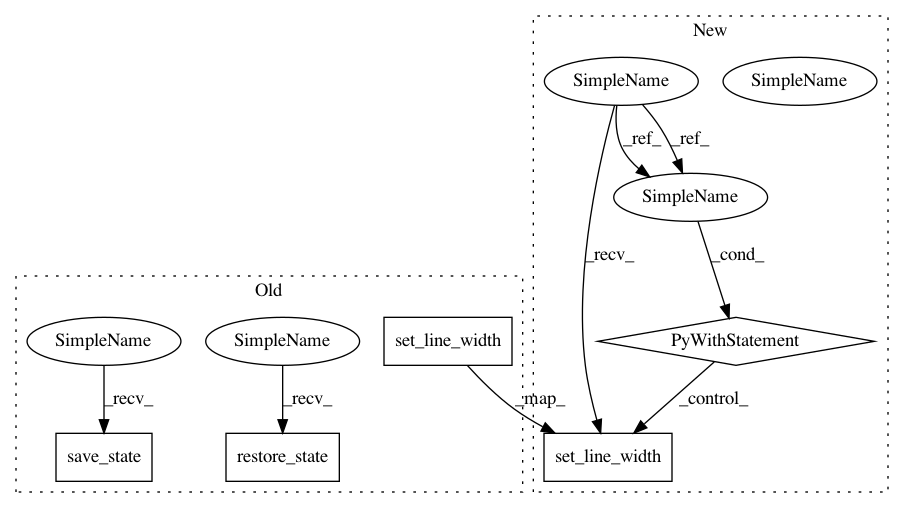 New
SimpleName
SimpleName
_ref_
_ref_
SimpleName
_recv_
_cond_
Old
SimpleName
SimpleName
set_line_width
PyWithStatement
_recv_
_recv_
_map_
_control_
save_state
restore_state
set_line_width